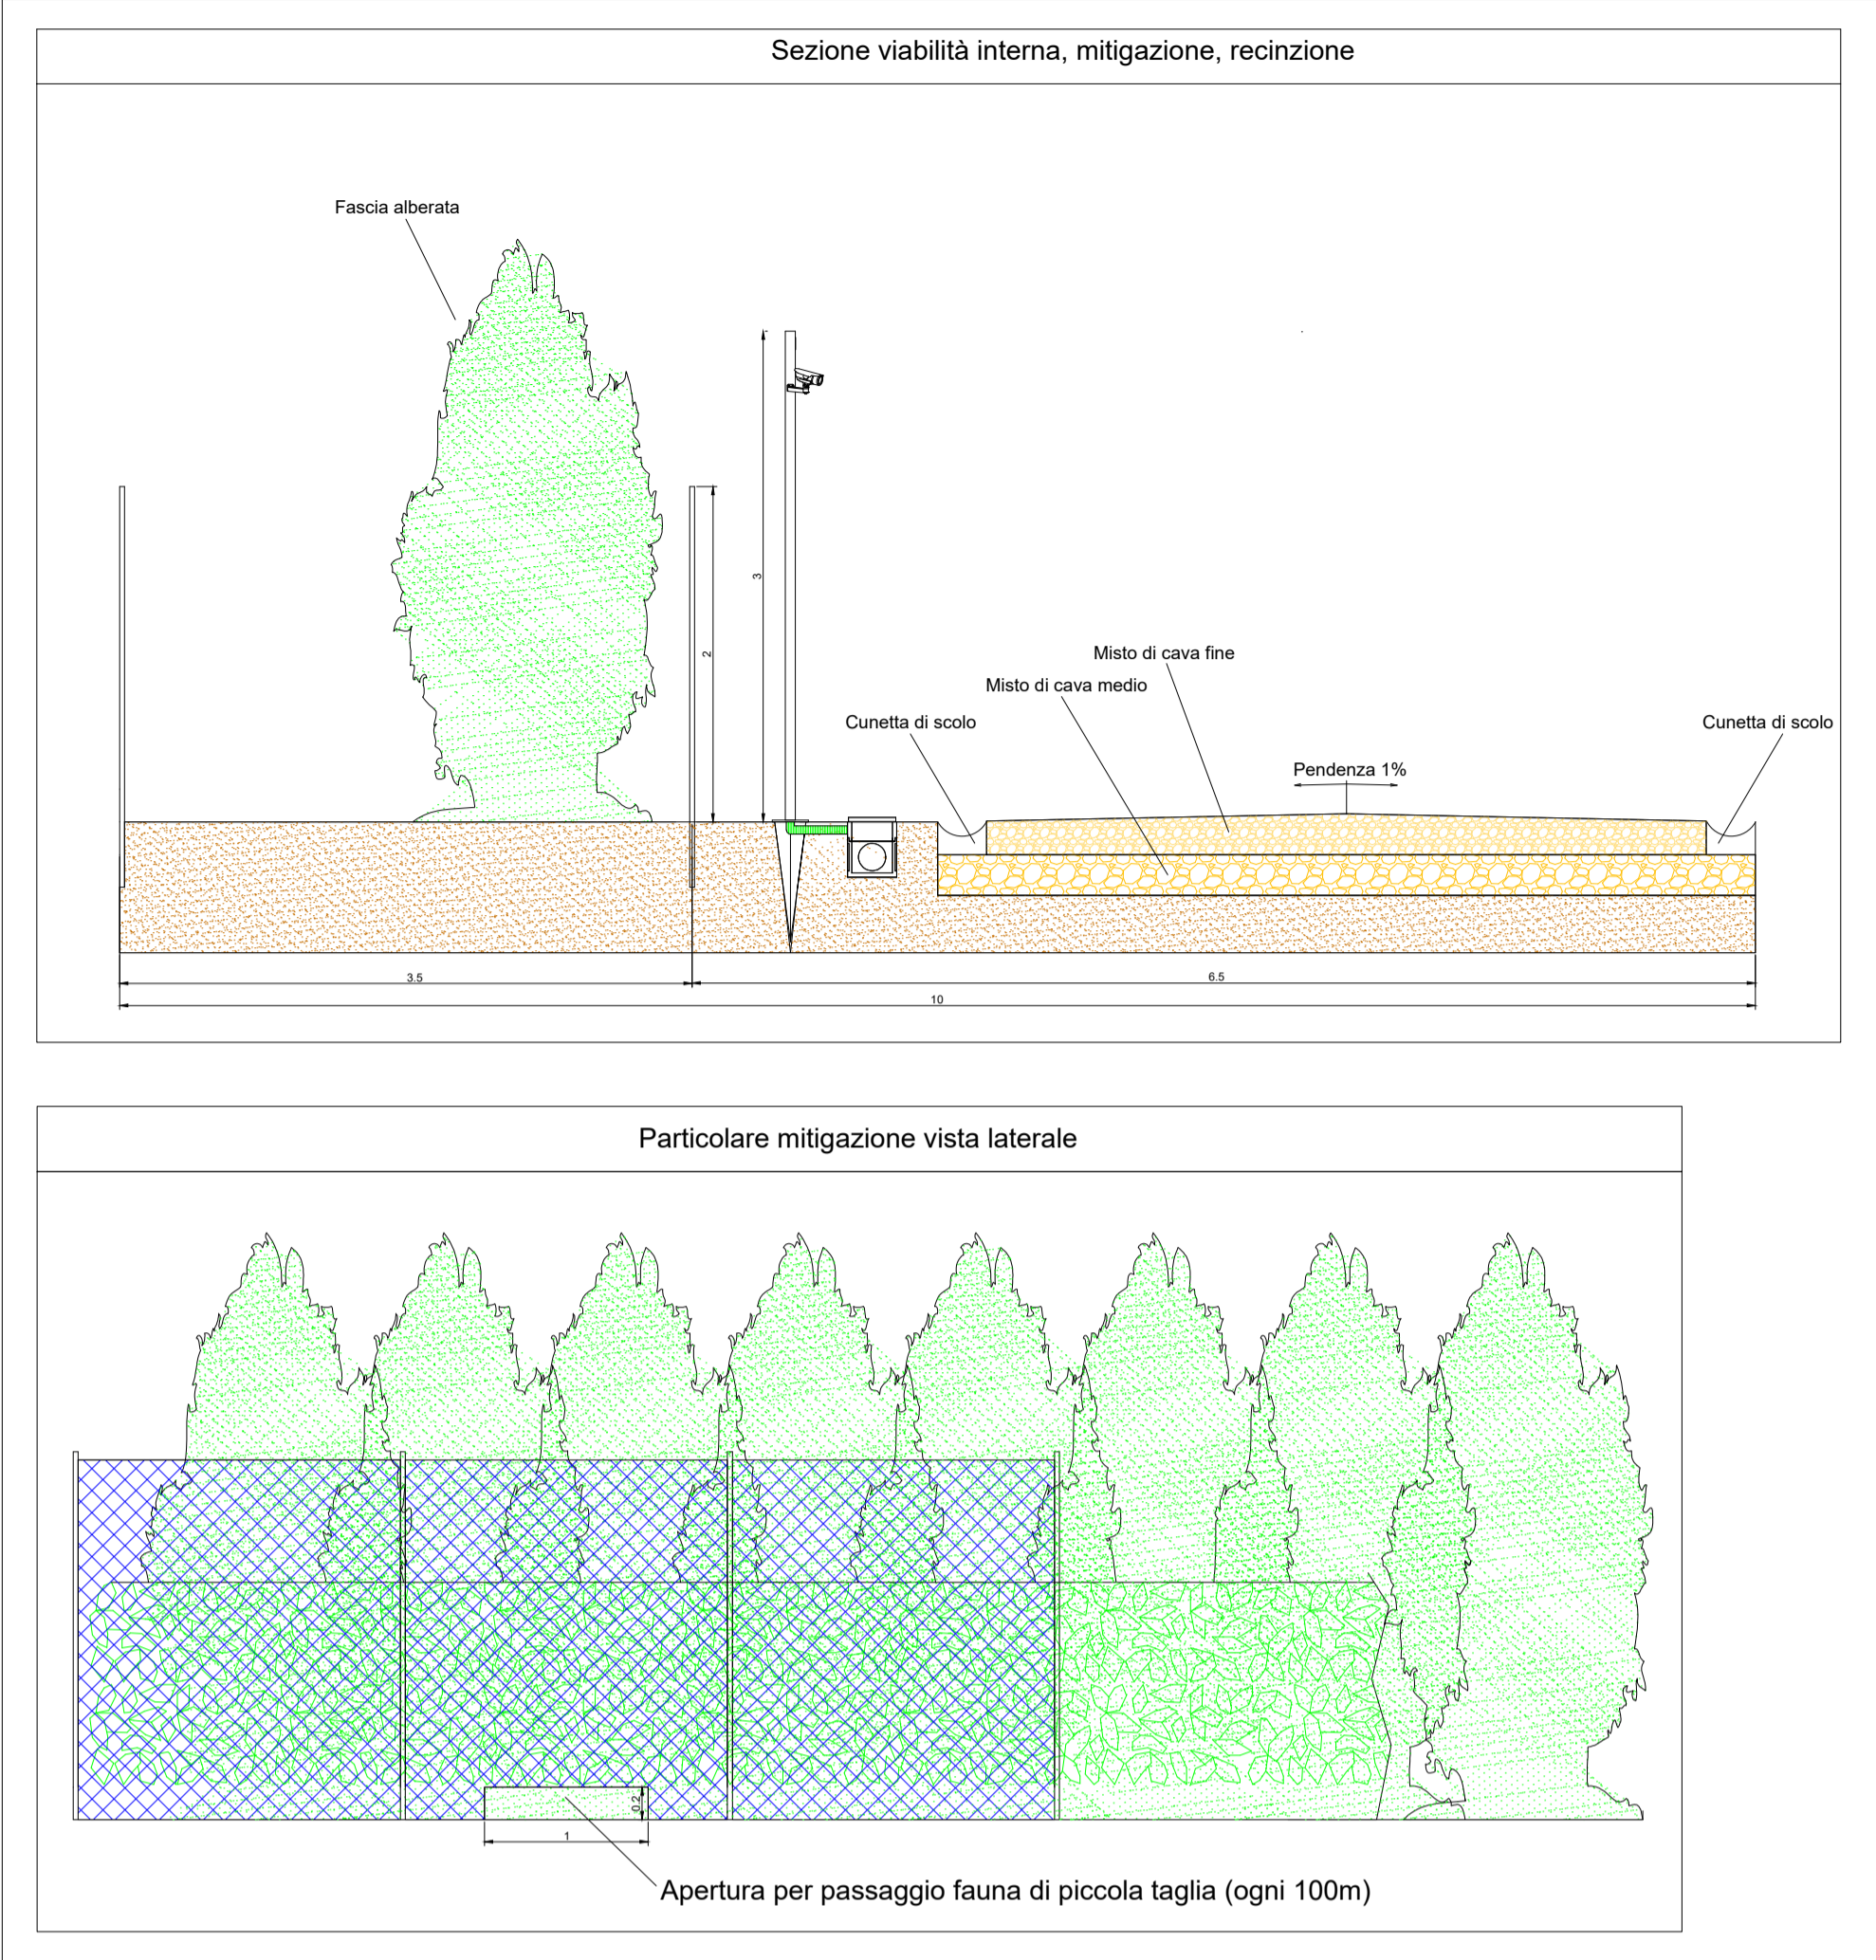 Sezione viabilità interna, mitigazione, recinzione
Fascia alberata
3
2
Misto di cava fine
Misto di cava medio
Cunetta di scolo
Cunetta di scolo
Pendenza 1%
3.5
6.5
10
Particolare mitigazione vista laterale
0.2
1
Apertura per passaggio fauna di piccola taglia (ogni 100m)